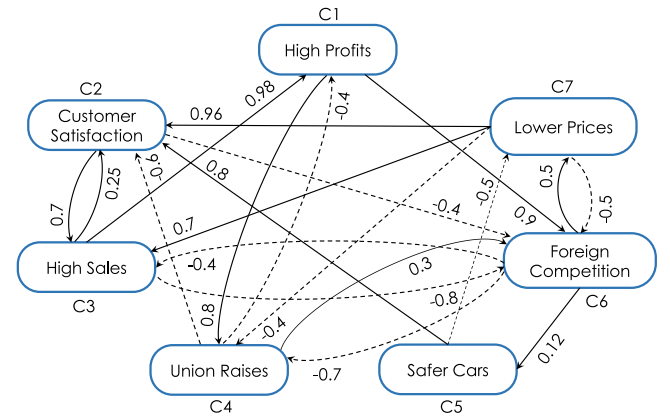 C1
High Profits
C2
Customer
Satisfaction
C7
Lower Prices
0.98
-0.4
0.96
-0.6
0.8
0.25
0.7
-0.5
0.5
-0.5
-0.4
0.9
0.7
High Sales
C3
-0.4
0.3
Foreign
Competition
C6
0.8
-0.4
-0.8
0.12
-0.7
Union Raises
C4
Safer Cars
C5